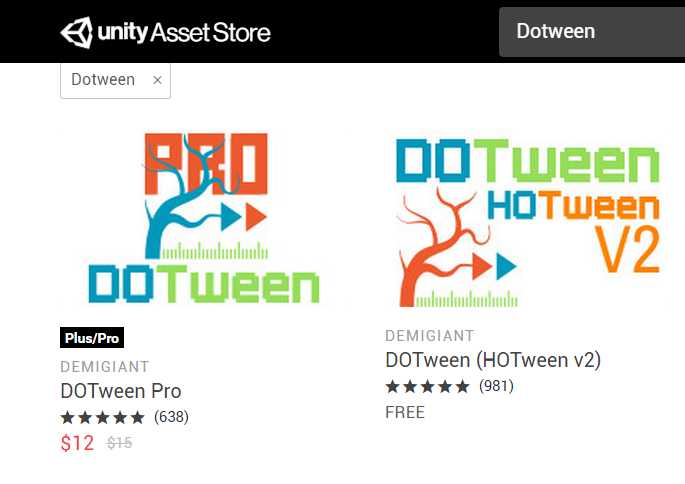 unity Asset Store
Dotween
Dotween ×
PRO
DOTween
Plus/Pro
DEMIGIANT
DOTween Pro
(638)
$12 $15
DOTween
HOTween
V2
DEMIGIANT
DOTween (HOTween v2)
(981)
FREE